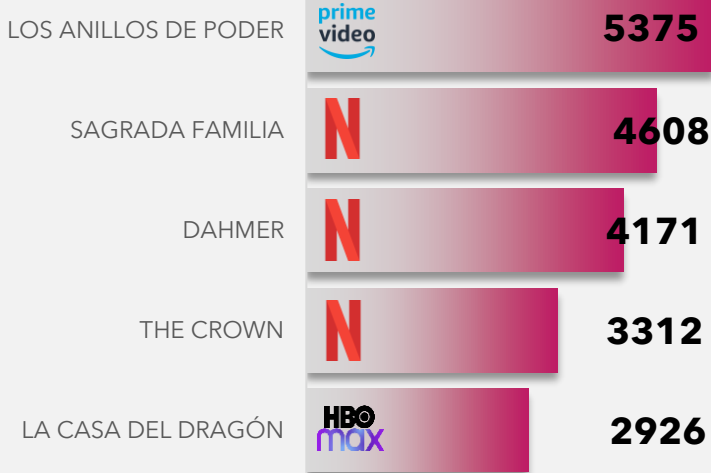 LOS ANILLOS DE PODER prime video 5375
SAGRADA FAMILIA N 4608
DAHMER N 4171
THE CROWN N 3312
LA CASA DEL DRAGÓN HBO max 2926